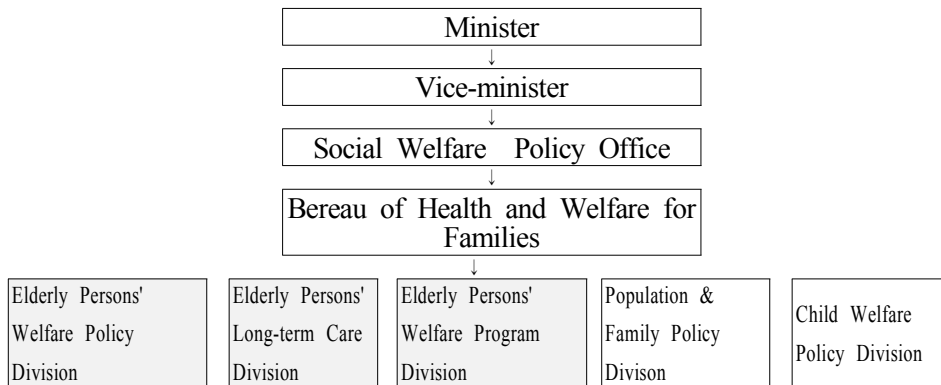 Minister
↓
Vice-minister
↓
Social Welfare Policy Office
↓
Bereau of Health and Welfare for
Families
↓
Elderly Persons'
Welfare Policy
Division
Elderly Persons'
Long-term Care
Division
Elderly Persons'
Welfare Program
Division
Population &
Family Policy
Divison
Child Welfare
Policy Division